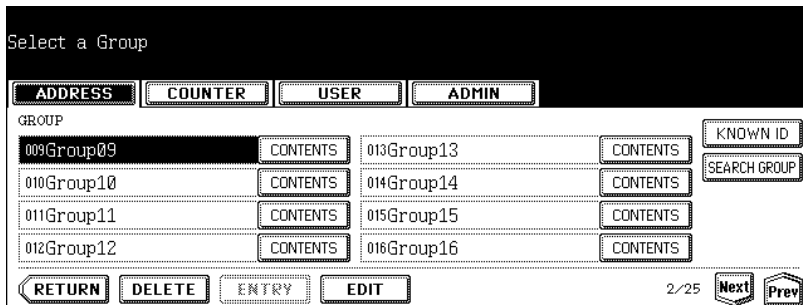 Select a Group
ADDRESS COUNTER USER ADMIN
GROUP
009Group09 CONTENTS 013Group13 CONTENTS KNOWN ID
010Group10 CONTENTS 014Group14 CONTENTS SEARCH GROUP
011Group11 CONTENTS 015Group15 CONTENTS
012Group12 CONTENTS 016Group16 CONTENTS
RETURN DELETE ENTRY EDIT 2/25 Next Prev